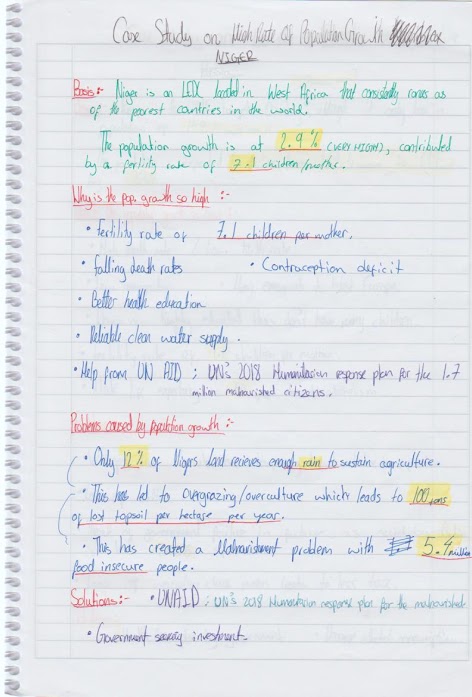 Case Study on High Rate of Population Growth
NIGER
Basis:- Niger is an LEDC located in West Africa that consistently ranks as
of the poorest countries in the world.
The population growth is at 2.9% (VERY HIGH), contributed
by a fertility rate of 7.1 children/mother.
Why is the pop. growth so high :-
• Fertility rate of 7.1 children per mother.
• falling death rates • Contraception deficit
• Better health education
• Reliable clean water supply.
• Help from UN AID ; UN's 2018 Humanitarian response plan for the 1.7
million malnourished citizens.
Problems caused by population growth :-
• Only 12% of Nigers land recieves enough rain to sustain agriculture.
• This has led to overgrazing/overculture which leads to 100 tons
of lost topsoil per hectare per year.
• This has created a Malnourishment problem with 5.4 million
food insecure people.
Solutions:- • UNAID ; UN's 2018 Humanitarian response plan for the malnourished
• Government seeking investment